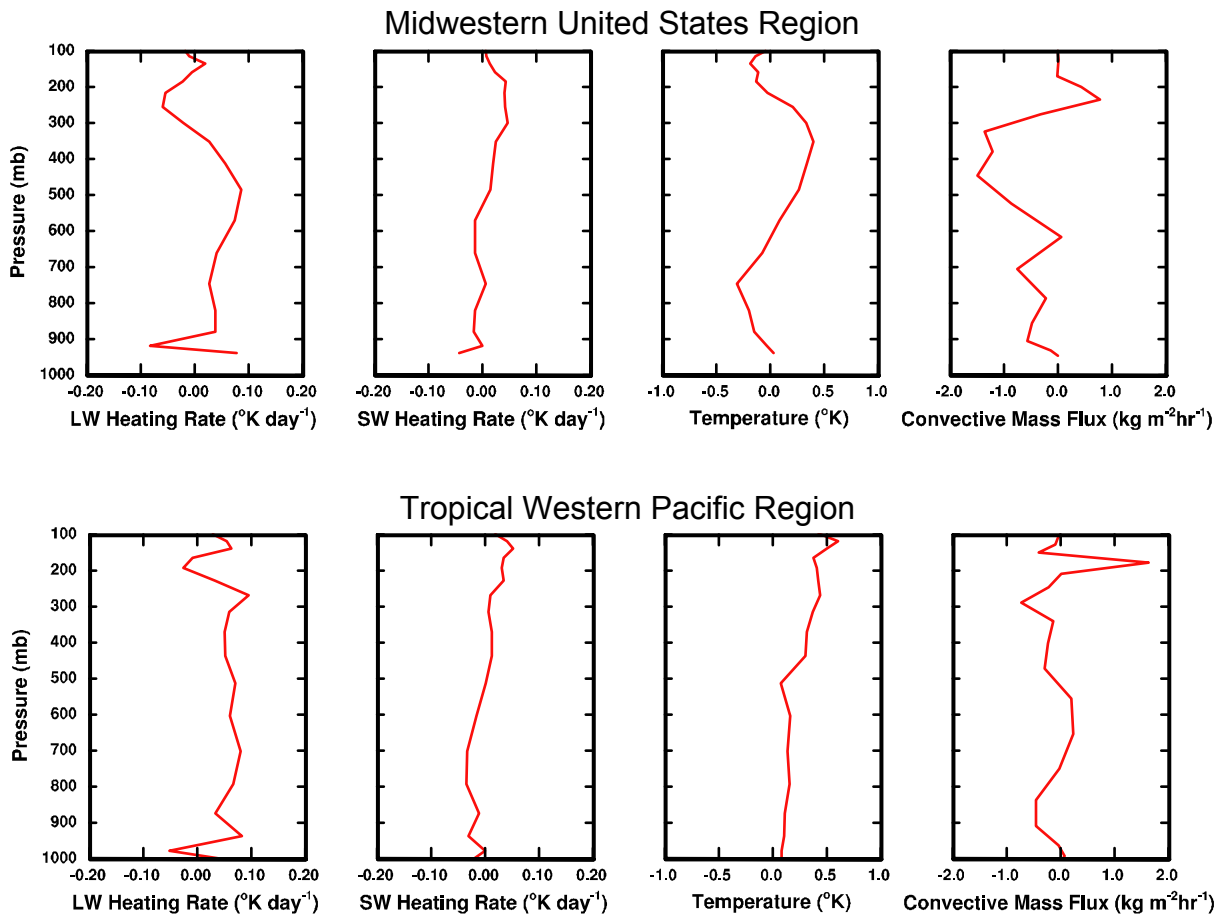 Midwestern United States Region
100
200
300
400
500
600
700
800
900
1000
Pressure (mb)
-0.20 -0.10 0.00 0.10 0.20
LW Heating Rate (°K day-1)
-0.20 -0.10 0.00 0.10 0.20
SW Heating Rate (°K day-1)
-1.0 -0.5 0.0 0.5 1.0
Temperature (°K)
-2.0 -1.0 0.0 1.0 2.0
Convective Mass Flux (kg m-2hr-1)
Tropical Western Pacific Region
100
200
300
400
500
600
700
800
900
1000
Pressure (mb)
-0.20 -0.10 0.00 0.10 0.20
LW Heating Rate (°K day-1)
-0.20 -0.10 0.00 0.10 0.20
SW Heating Rate (°K day-1)
-1.0 -0.5 0.0 0.5 1.0
Temperature (°K)
-2.0 -1.0 0.0 1.0 2.0
Convective Mass Flux (kg m-2hr-1)